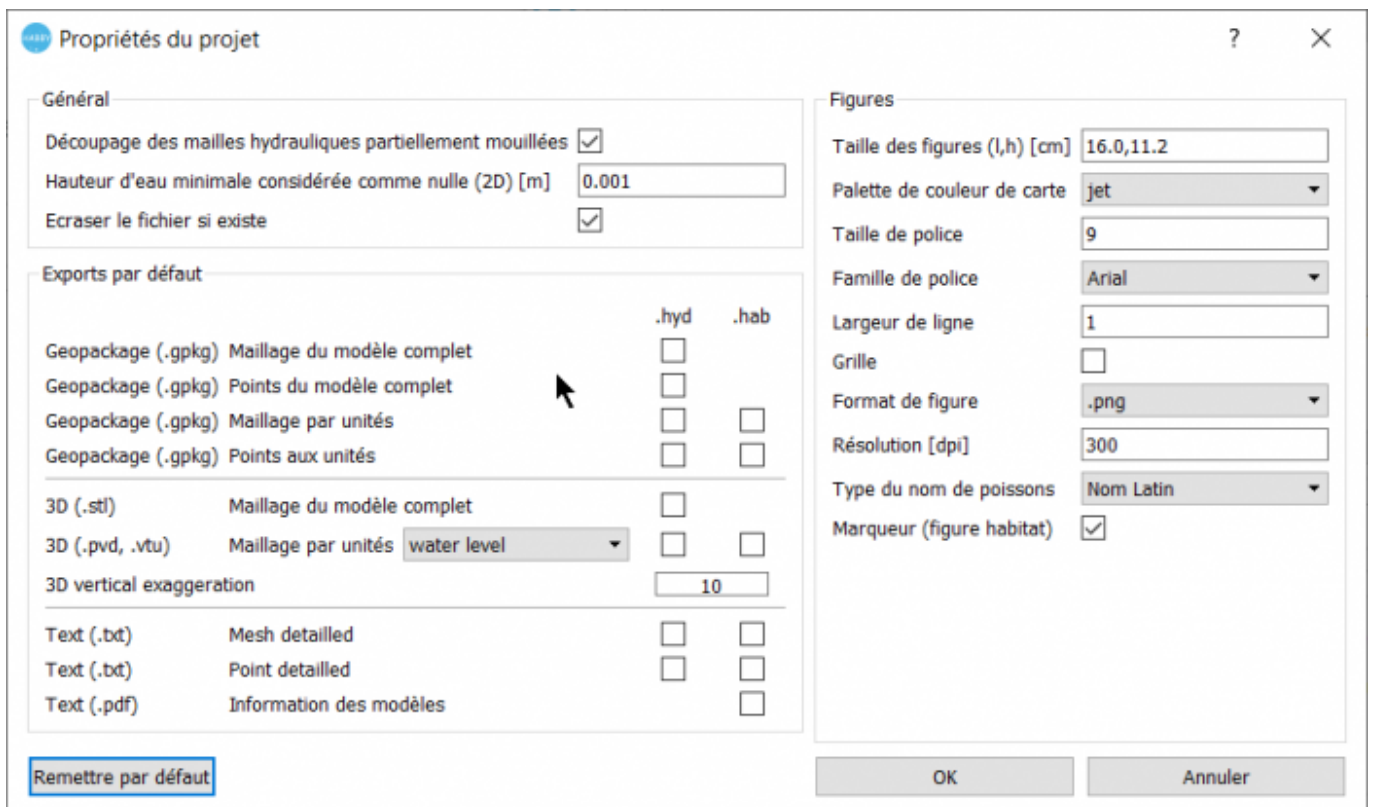 Propriétés du projet
?
Général
Découpage des mailles hydrauliques partiellement mouillées
Hauteur d'eau minimale considérée comme nulle (2D) [m] 0.001
Ecraser le fichier si existe
Exports par défaut
.hyd .hab
Geopackage (.gpkg) Maillage du modèle complet
Geopackage (.gpkg) Points du modèle complet
Geopackage (.gpkg) Maillage par unités
Geopackage (.gpkg) Points aux unités
3D (.stl) Maillage du modèle complet
3D (.pvd, .vtu) Maillage par unités water level
3D vertical exaggeration 10
Text (.txt) Mesh detailled
Text (.txt) Point detailled
Text (.pdf) Information des modèles
Figures
Taille des figures (l,h) [cm] 16.0,11.2
Palette de couleur de carte jet
Taille de police 9
Famille de police Arial
Largeur de ligne 1
Grille
Format de figure .png
Résolution [dpi] 300
Type du nom de poissons Nom Latin
Marqueur (figure habitat)
Remettre par défaut OK Annuler